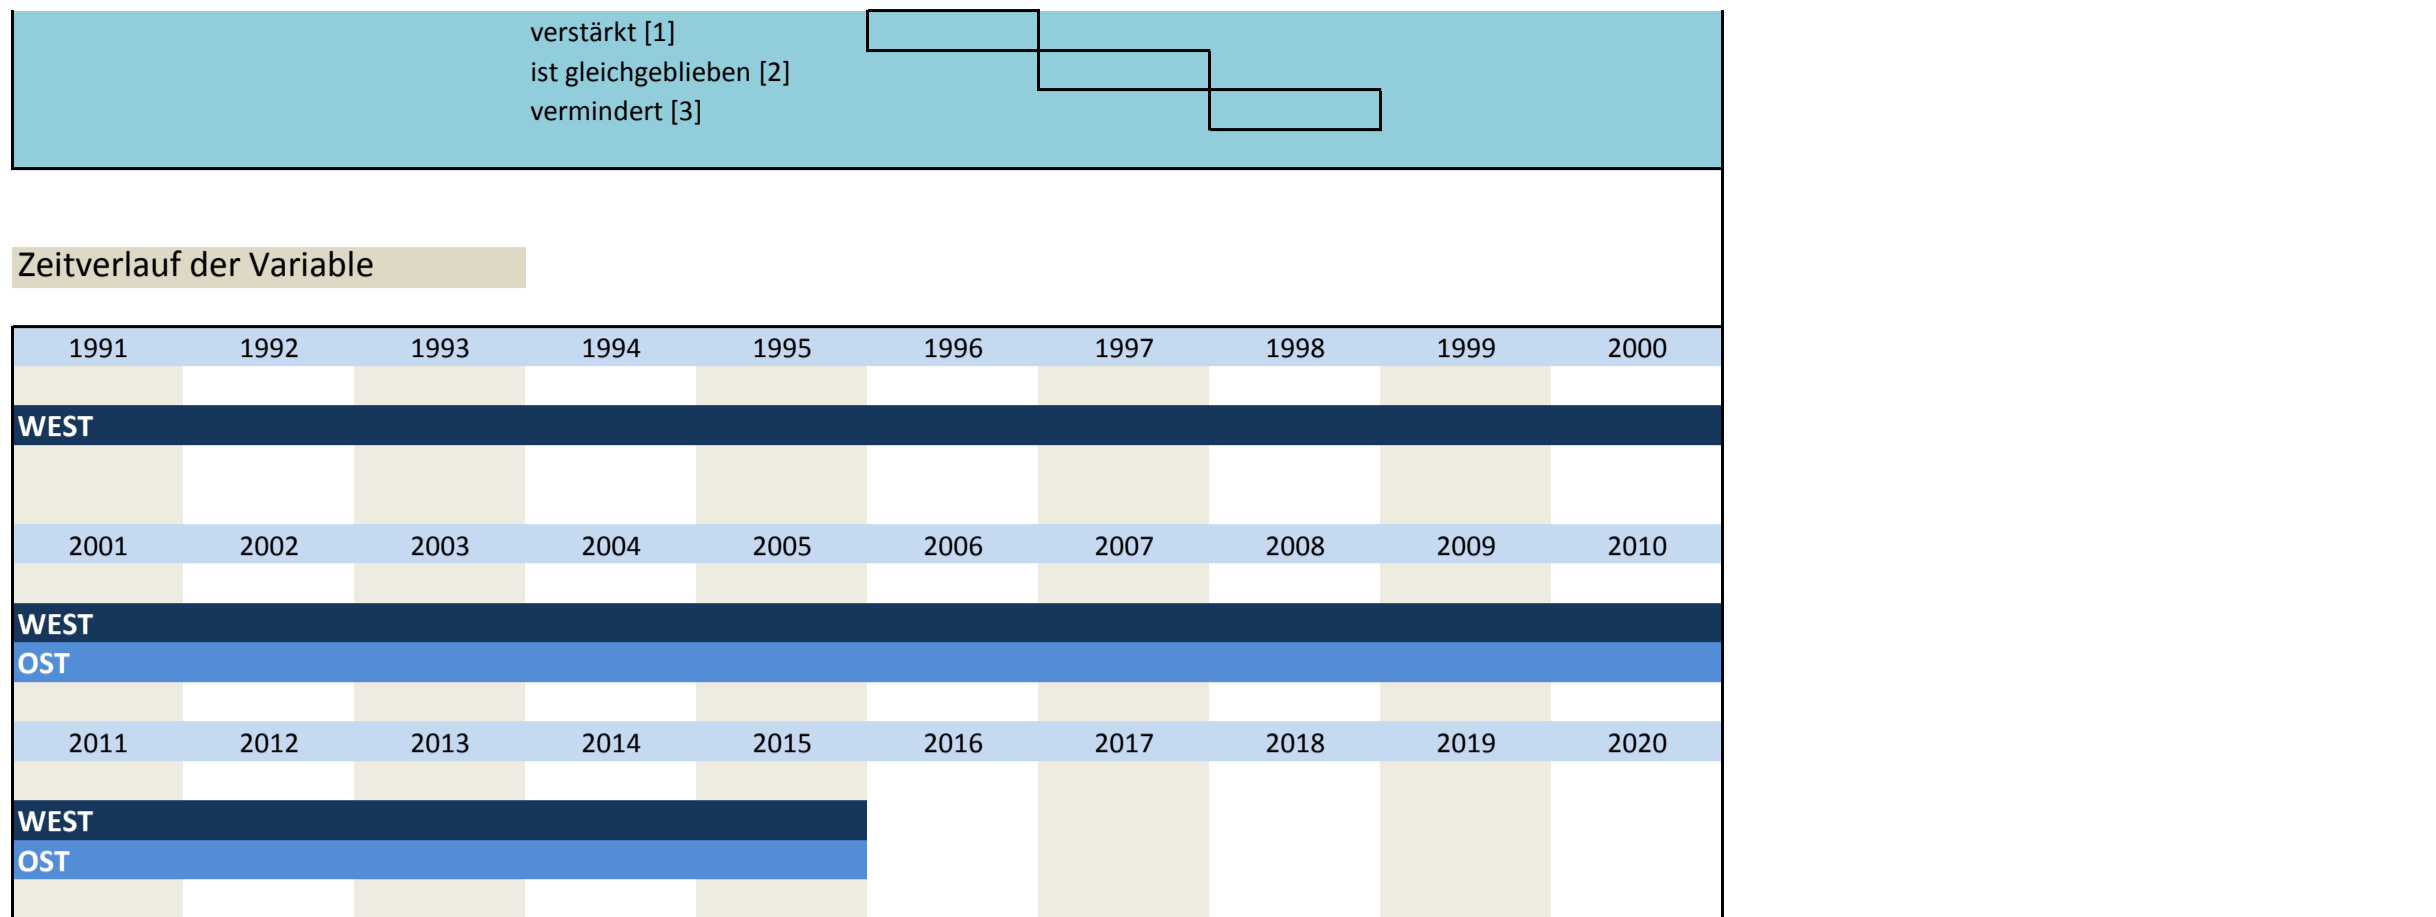 verstärkt [1]
ist gleichgeblieben [2]
vermindert [3]
Zeitverlauf der Variable
1991 1992 1993 1994 1995 1996 1997 1998 1999 2000
WEST
2001 2002 2003 2004 2005 2006 2007 2008 2009 2010
WEST
OST
2011 2012 2013 2014 2015 2016 2017 2018 2019 2020
WEST
OST